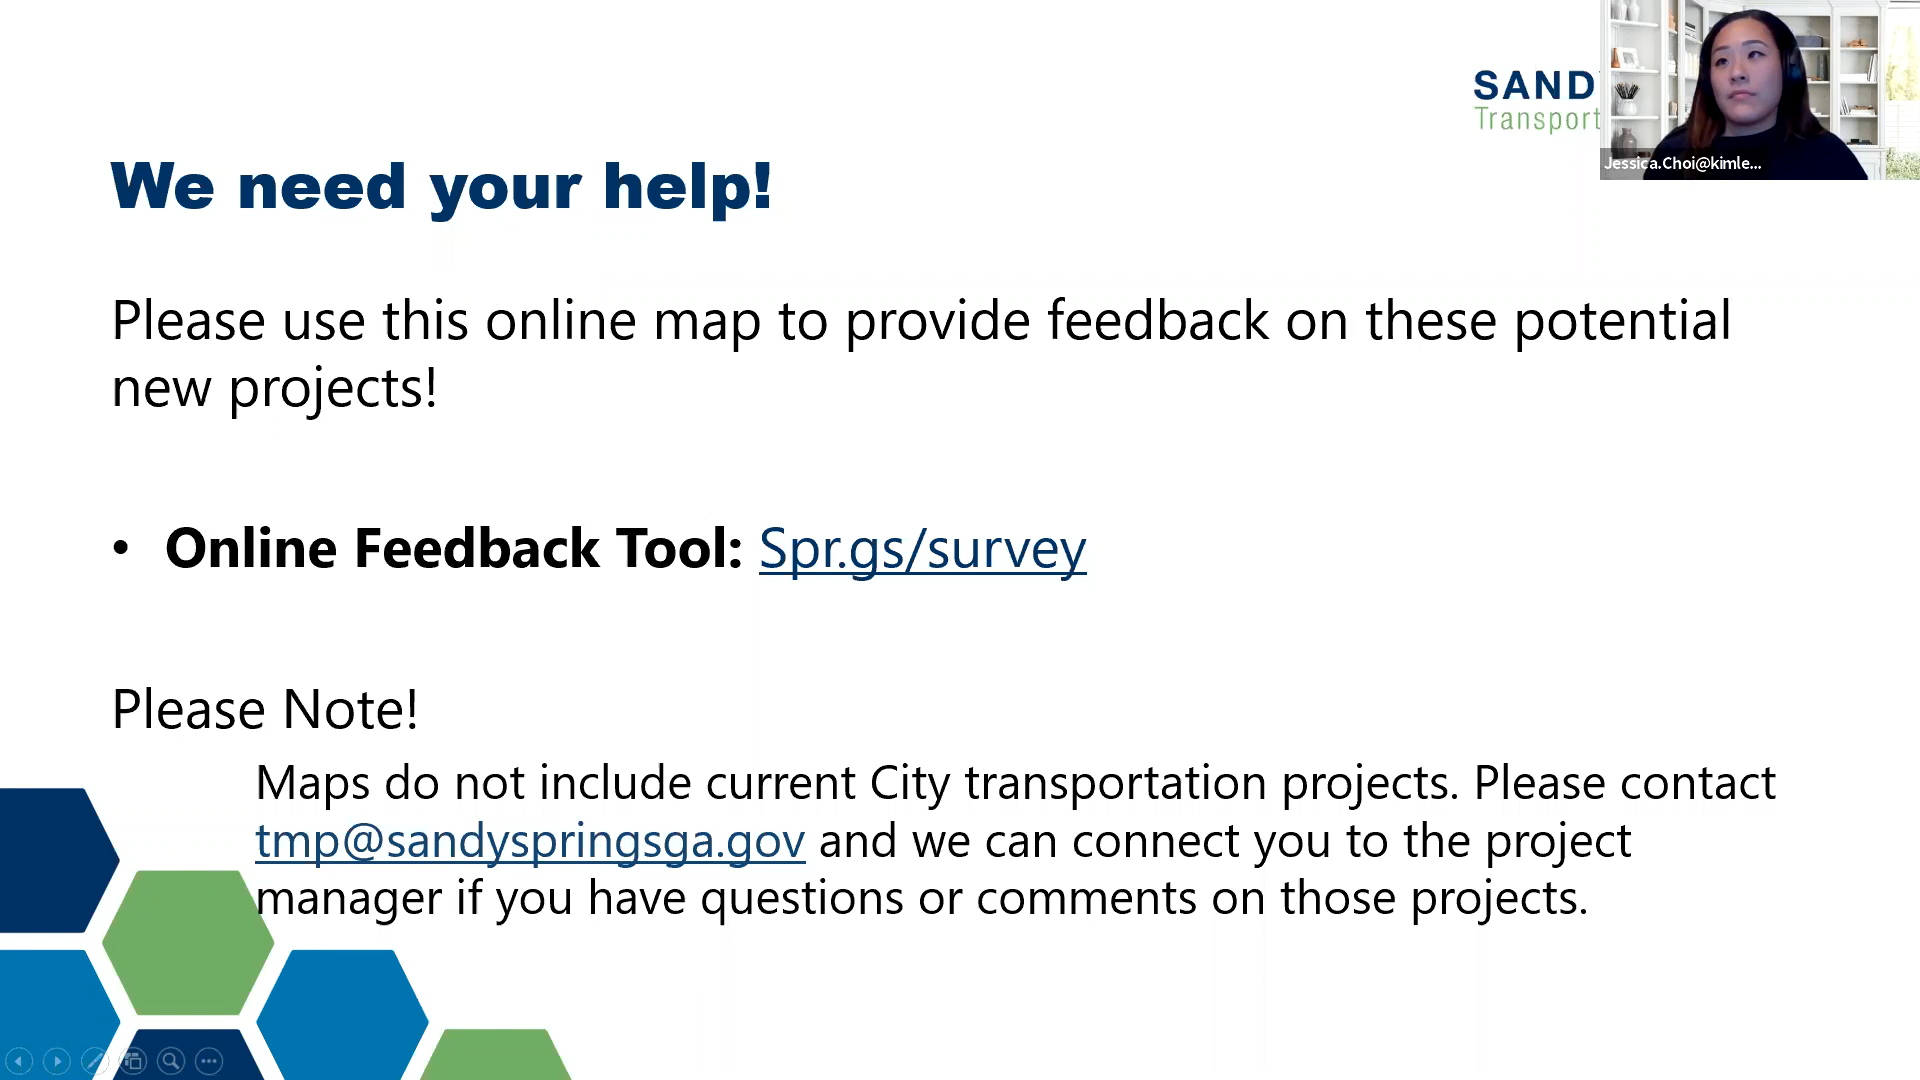 SAND
Transport
Jessica.Choi@kimle...
We need your help!
Please use this online map to provide feedback on these potential
new projects!
• Online Feedback Tool: Spr.gs/survey
Please Note!
Maps do not include current City transportation projects. Please contact
tmp@sandyspringsga.gov and we can connect you to the project
manager if you have questions or comments on those projects.